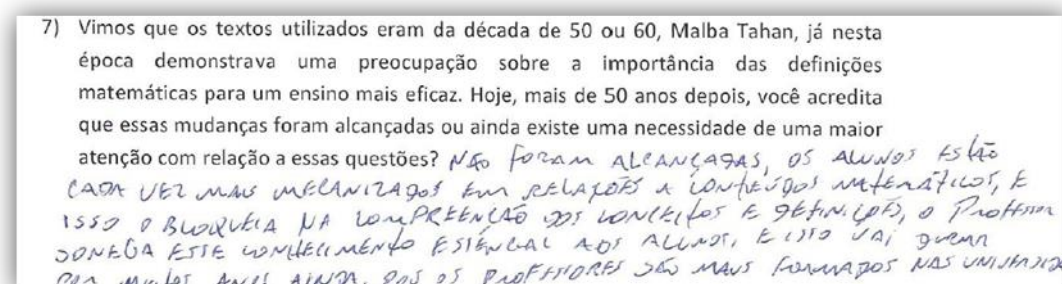 7) Vimos que os textos utilizados eram da década de 50 ou 60, Malba Tahan, já nesta
época demonstrava uma preocupação sobre a importância das definições
matemáticas para um ensino mais eficaz. Hoje, mais de 50 anos depois, você acredita
que essas mudanças foram alcançadas ou ainda existe uma necessidade de uma maior
atenção com relação a essas questões? NÃO FORAM ALCANÇADAS, OS ALUNOS ESTÃO
CADA VEZ MAIS MECANIZADOS EM RELAÇÕES A CONTEÚDOS MATEMÁTICOS, E
ISSO O BLOQUEIA NA COMPREENÇÃO DOS CONCEITOS E DEFINIÇÕES, O PROFESSOR
SONEGA ESSE CONHECIMENTO ESSENCIAL AOS ALUNOS, E ISSO VAI DURAR
POR MUITOS ANOS AINDA, POIS OS PROFESSORES SÃO MAUS FORMADOS NAS